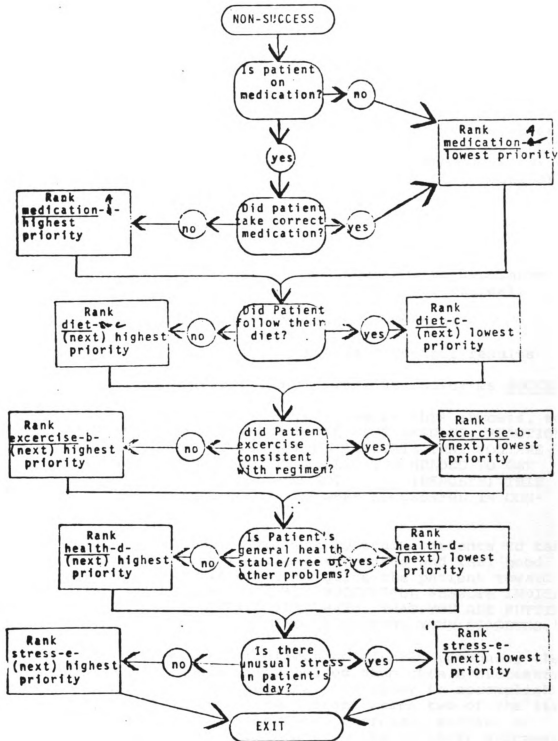 NON-SUCCESS
Is patient
on
medication?
no
yes
Rank A
medication-
lowest priority
Rank
medication-A-
highest
priority
no
Did patient
take correct
medication?
yes
Rank
diet-c
(next) highest
priority
no
Did Patient
follow their
diet?
yes
Rank
diet-c-
(next) lowest
priority
Rank
excercise-b-
(next) highest
priority
no
did Patient
excercise
consistent
with regimen?
yes
Rank
excercise-b-
(next) lowest
priority
Rank
health-d-
(next) highest
priority
no
Is Patient's
general health
stable/free of
other problems?
yes
Rank
health-d-
(next) lowest
priority
Rank
stress-e-
(next) highest
priority
no
Is there
unusual stress
in patient's
day?
yes
Rank
stress-e-
(next) lowest
priority
EXIT